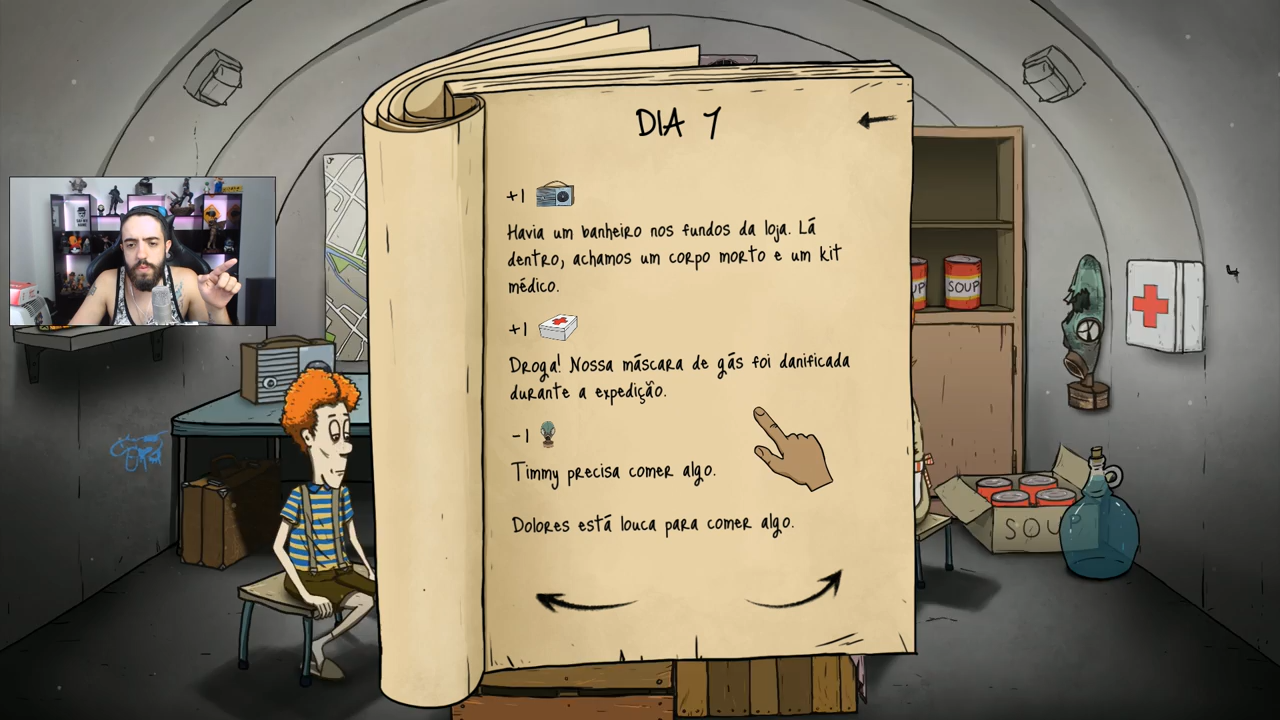 DIA 7
+1
Havia um banheiro nos fundos da loja. Lá
dentro, achamos um corpo morto e um kit
médico.
+1
Droga! Nossa máscara de gás foi danificada
durante a expedição.
-1
Timmy precisa comer algo.
Dolores está louca para comer algo.
UP
SOUP
SOUP
4